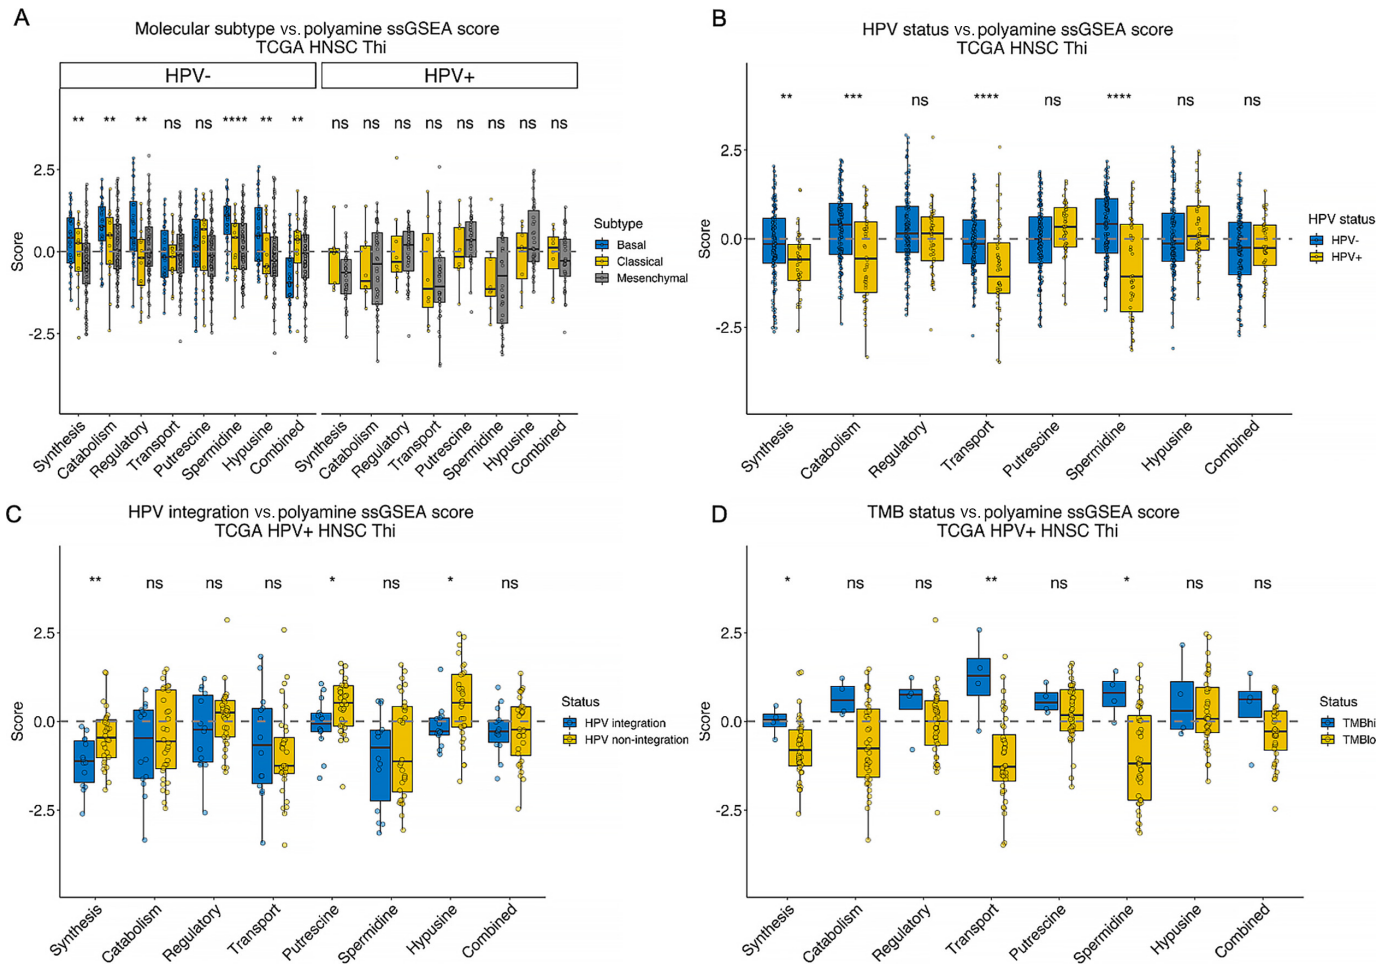 A
Molecular subtype vs. polyamine ssGSEA score
TCGA HNSC Thi
HPV-
HPV+
** ** ** ns ns **** ** **
ns ns ns ns ns ns ns ns
2.5
0.0
-2.5
Score
Synthesis
Catabolism
Regulatory
Transport
Putrescine
Spermidine
Hypusine
Combined
Synthesis
Catabolism
Regulatory
Transport
Putrescine
Spermidine
Hypusine
Combined
Subtype
Basal
Classical
Mesenchymal
B
HPV status vs. polyamine ssGSEA score
TCGA HNSC Thi
** *** ns **** ns **** ns ns
2.5
0.0
-2.5
Score
Synthesis
Catabolism
Regulatory
Transport
Putrescine
Spermidine
Hypusine
Combined
HPV status
HPV-
HPV+
C
HPV integration vs. polyamine ssGSEA score
TCGA HPV+ HNSC Thi
** ns ns ns * ns * ns
2.5
0.0
-2.5
Score
Synthesis
Catabolism
Regulatory
Transport
Putrescine
Spermidine
Hypusine
Combined
Status
HPV integration
HPV non-integration
D
TMB status vs. polyamine ssGSEA score
TCGA HPV+ HNSC Thi
* ns ns ** ns * ns ns
2.5
0.0
-2.5
Score
Synthesis
Catabolism
Regulatory
Transport
Putrescine
Spermidine
Hypusine
Combined
Status
TMBhi
TMBlo